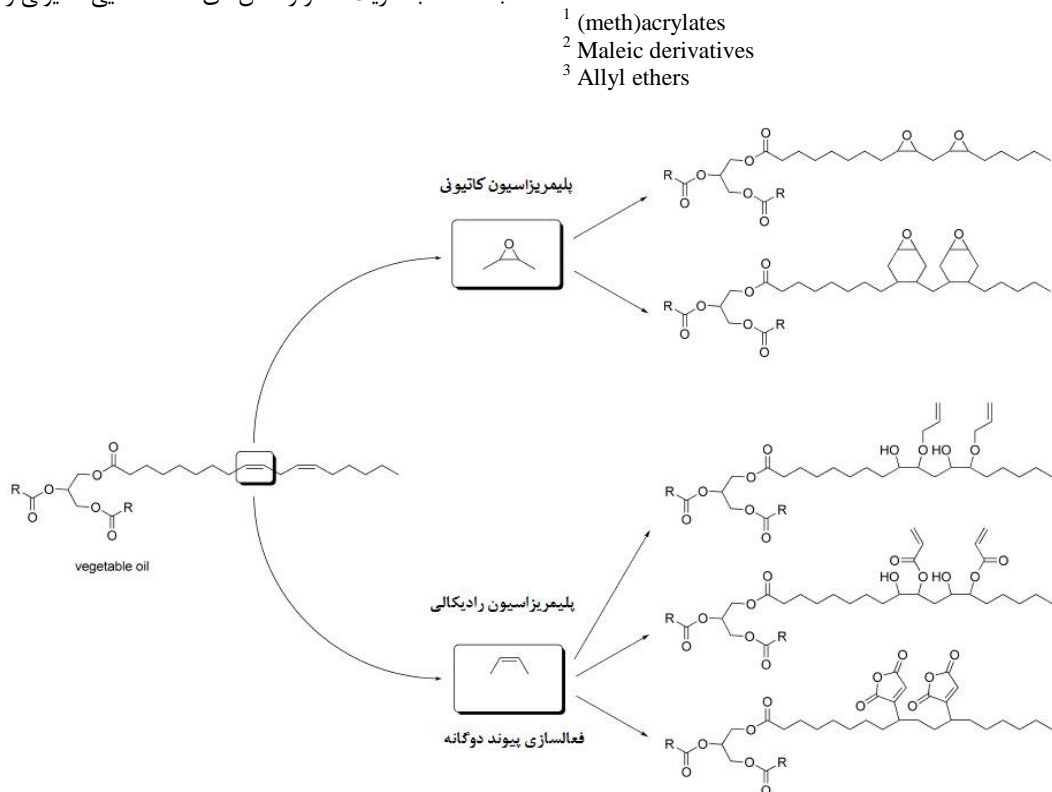 ¹ (meth)acrylates
² Maleic derivatives
³ Allyl ethers
پلیمریزاسیون کاتیونی
vegetable oil
پلیمریزاسیون رادیکالی
فعالسازی پیوند دوگانه